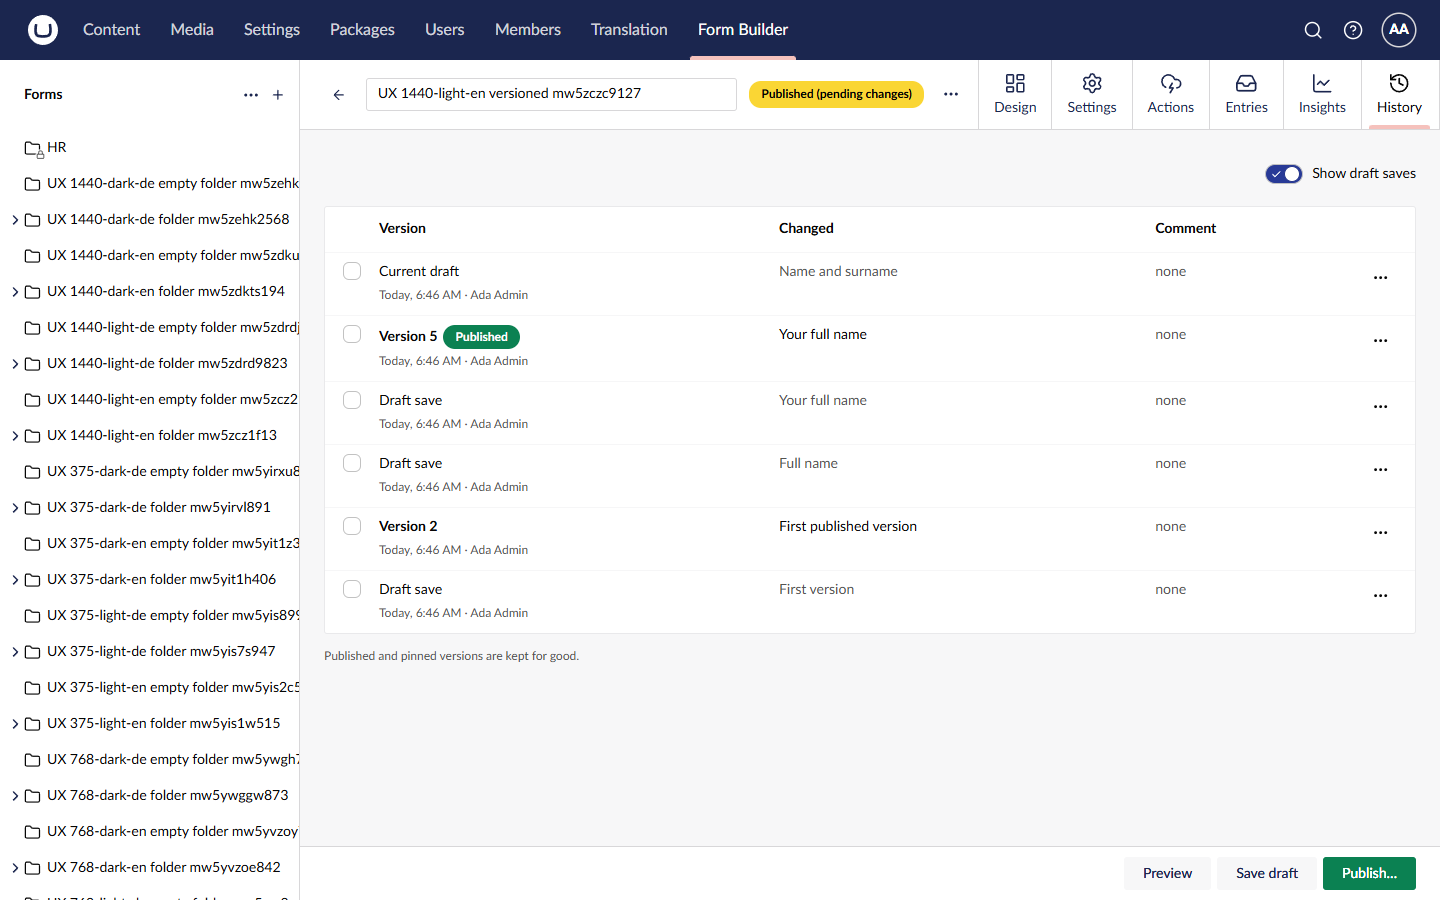 Content Media Settings Packages Users Members Translation Form Builder AA
Forms
UX 1440-light-en versioned mw5zczc9127
Published (pending changes)
Design Settings Actions Entries Insights History
HR
UX 1440-dark-de empty folder mw5zehk
UX 1440-dark-de folder mw5zehk2568
UX 1440-dark-en empty folder mw5zdku
UX 1440-dark-en folder mw5zdkts194
UX 1440-light-de empty folder mw5zdrdj
UX 1440-light-de folder mw5zdrd9823
UX 1440-light-en empty folder mw5zcz2
UX 1440-light-en folder mw5zcz1f13
UX 375-dark-de empty folder mw5yirxu8
UX 375-dark-de folder mw5yirvl891
UX 375-dark-en empty folder mw5yit1z3
UX 375-dark-en folder mw5yit1h406
UX 375-light-de empty folder mw5yis899
UX 375-light-de folder mw5yis7s947
UX 375-light-en empty folder mw5yis2c5
UX 375-light-en folder mw5yis1w515
UX 768-dark-de empty folder mw5ywgh7
UX 768-dark-de folder mw5ywggw873
UX 768-dark-en empty folder mw5yvzoy
UX 768-dark-en folder mw5yvzoe842
Show draft saves
Version Changed Comment
Current draft Name and surname none
Today, 6:46 AM · Ada Admin
Version 5 Published Your full name none
Today, 6:46 AM · Ada Admin
Draft save Your full name none
Today, 6:46 AM · Ada Admin
Draft save Full name none
Today, 6:46 AM · Ada Admin
Version 2 First published version none
Today, 6:46 AM · Ada Admin
Draft save First version none
Today, 6:46 AM · Ada Admin
Published and pinned versions are kept for good.
Preview Save draft Publish...